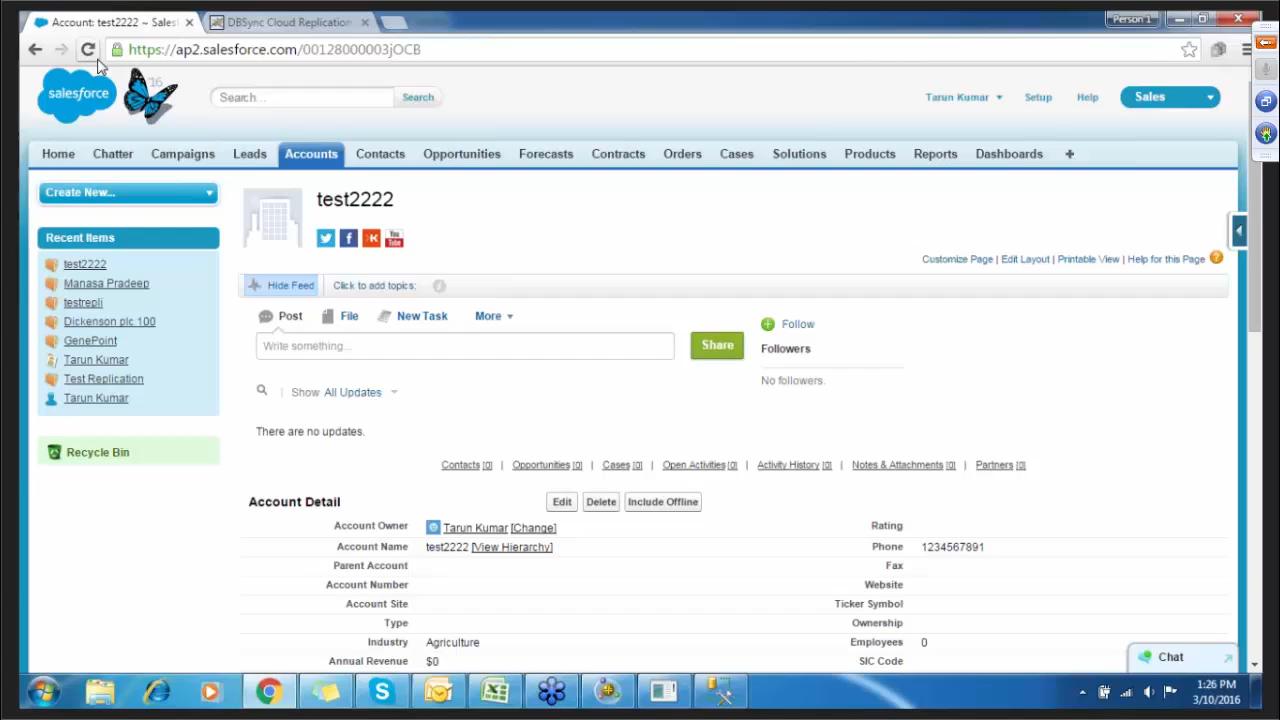 Account: test2222 ~ Salesf
DBSync Cloud Replication
Person 1
https://ap2.salesforce.com/00128000003jOCB
salesforce
'16
Search...
Search
Tarun Kumar
Setup
Help
Sales
Home
Chatter
Campaigns
Leads
Accounts
Contacts
Opportunities
Forecasts
Contracts
Orders
Cases
Solutions
Products
Reports
Dashboards
Create New...
Recent Items
test2222
Manasa Pradeep
testrepli
Dickenson plc 100
GenePoint
Tarun Kumar
Test Replication
Tarun Kumar
Recycle Bin
test2222
You Tube
Customize Page | Edit Layout | Printable View | Help for this Page
Hide Feed
Click to add topics:
Post
File
New Task
More
Write something...
Share
Follow
Followers
No followers.
Show All Updates
There are no updates.
Contacts [0] | Opportunities [0] | Cases [0] | Open Activities [0] | Activity History [0] | Notes & Attachments [0] | Partners [0]
Account Detail
Edit
Delete
Include Offline
Account Owner Tarun Kumar [Change] Rating
Account Name test2222 [View Hierarchy] Phone 1234567891
Parent Account Fax
Account Number Website
Account Site Ticker Symbol
Type Ownership
Industry Agriculture Employees 0
Annual Revenue $0 SIC Code
Chat
1:26 PM
3/10/2016